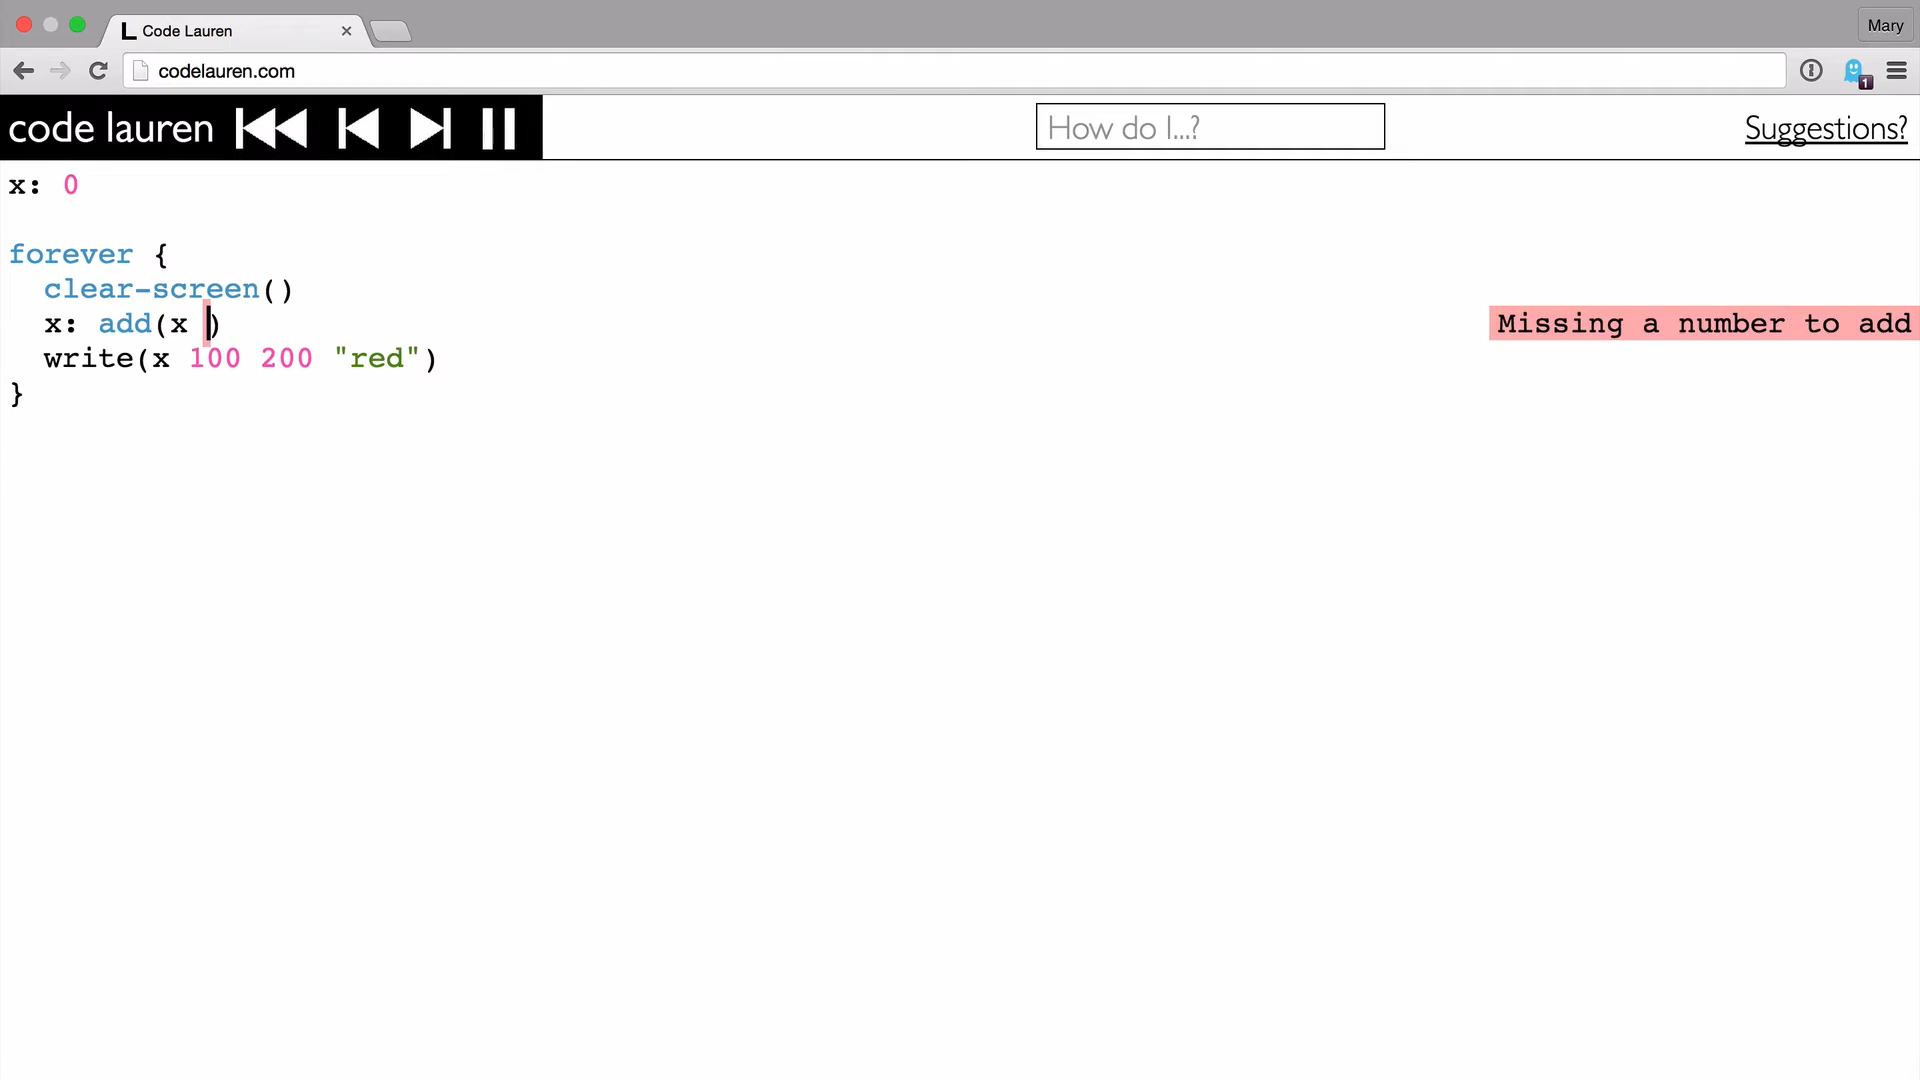 Code Lauren
Mary
codelauren.com
1
code lauren
How do I...?
Suggestions?
x: 0
forever {
clear-screen()
x: add(x )
Missing a number to add
write(x 100 200 "red")
}